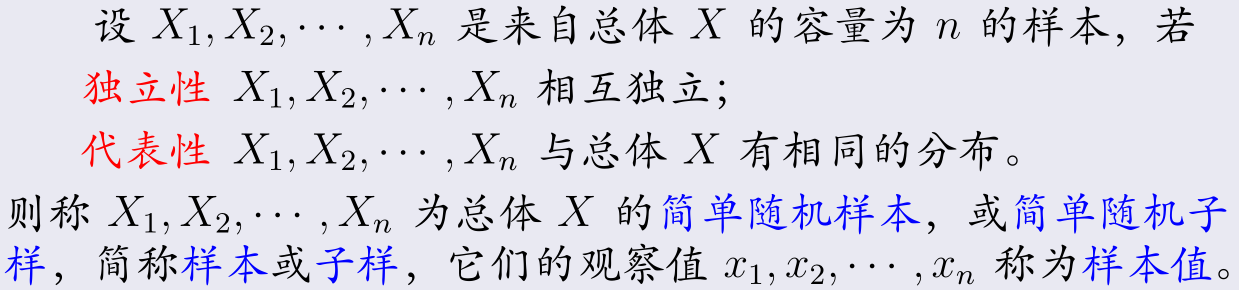 设 X₁, X₂, ⋯ , Xₙ 是来自总体 X 的容量为 n 的样本，若
独立性 X₁, X₂, ⋯ , Xₙ 相互独立；
代表性 X₁, X₂, ⋯ , Xₙ 与总体 X 有相同的分布。
则称 X₁, X₂, ⋯ , Xₙ 为总体 X 的简单随机样本，或简单随机子
样，简称样本或子样，它们的观察值 x₁, x₂, ⋯ , xₙ 称为样本值。